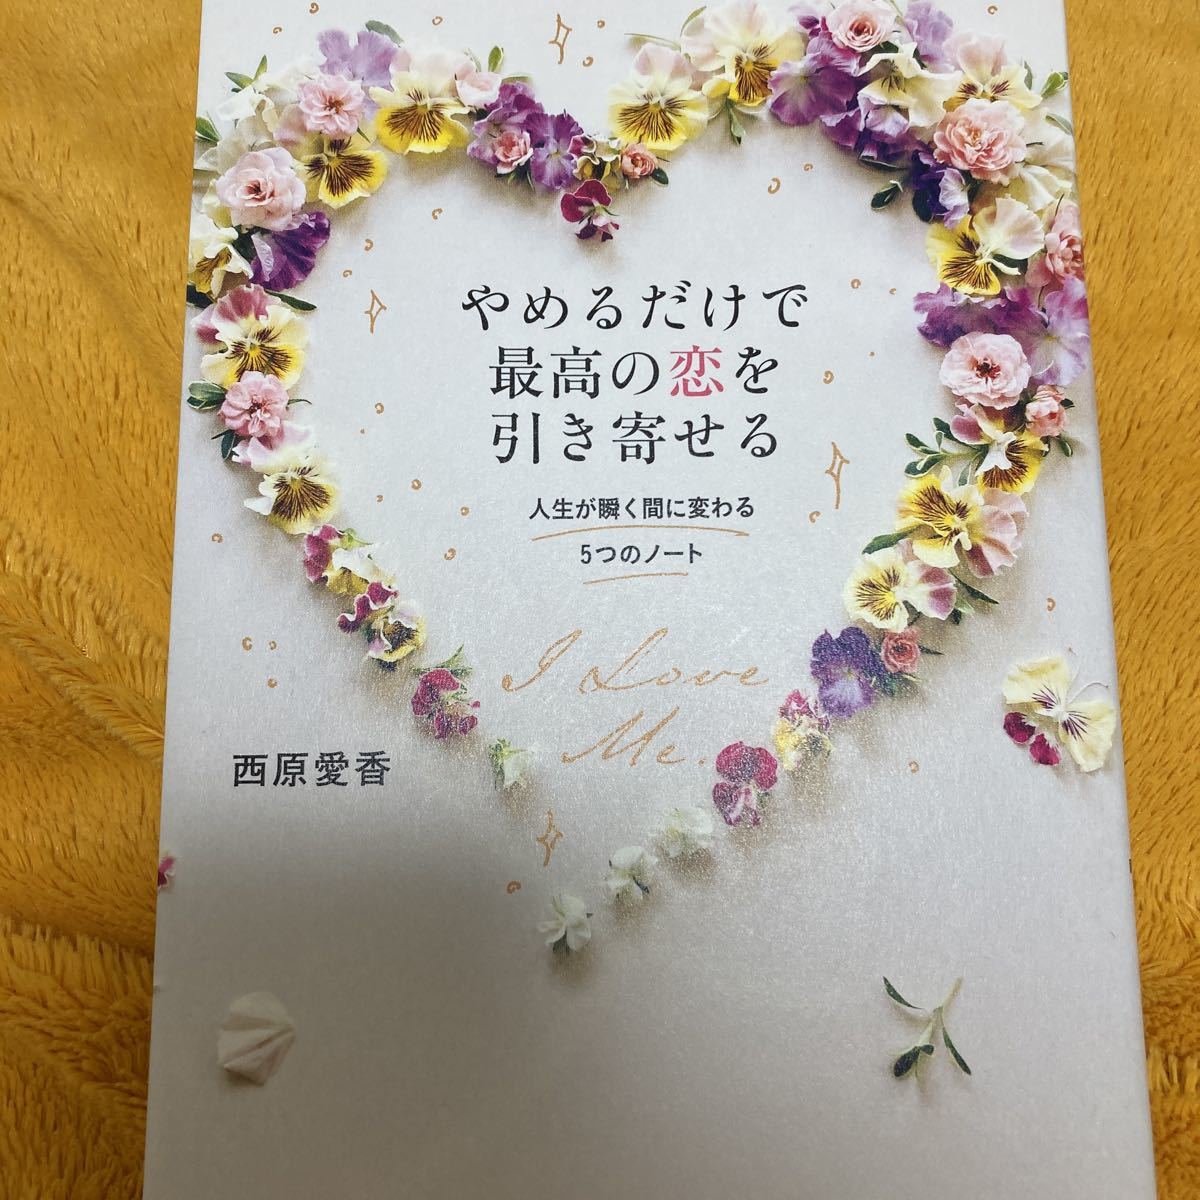 やめるだけで
最高の恋を
引き寄せる
人生が瞬く間に変わる
5つのノート
I Love
Me.
西原愛香